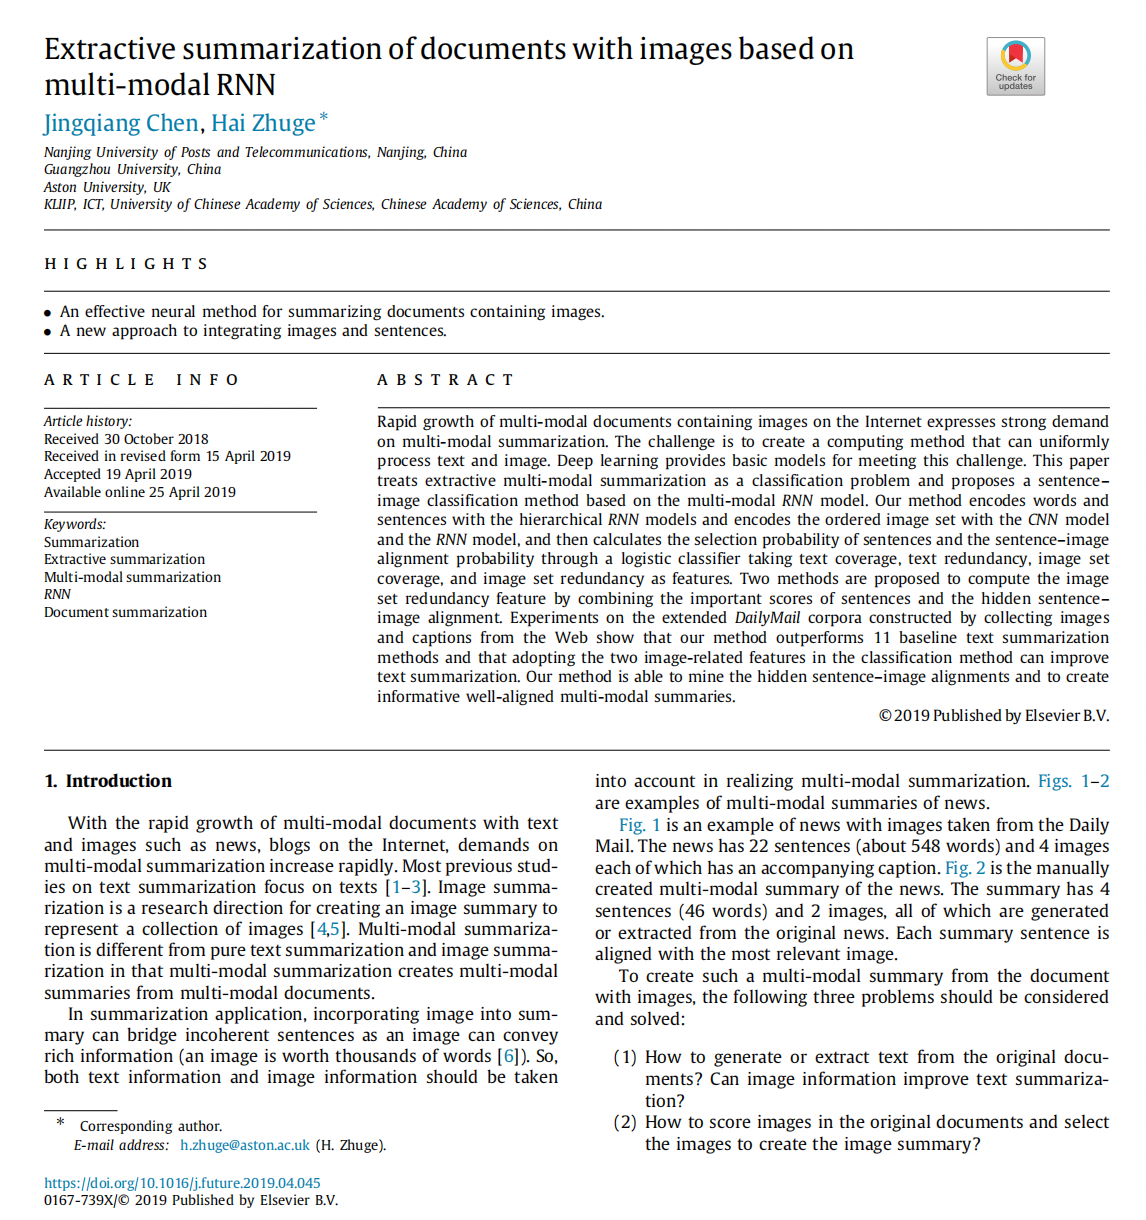 Extractive summarization of documents with images based on
multi-modal RNN
Check for
updates
Jingqiang Chen, Hai Zhuge *
Nanjing University of Posts and Telecommunications, Nanjing, China
Guangzhou University, China
Aston University, UK
KLIIP, ICT, University of Chinese Academy of Sciences, Chinese Academy of Sciences, China
HIGHLIGHTS
• An effective neural method for summarizing documents containing images.
• A new approach to integrating images and sentences.
ARTICLE INFO
Article history:
Received 30 October 2018
Received in revised form 15 April 2019
Accepted 19 April 2019
Available online 25 April 2019
Keywords:
Summarization
Extractive summarization
Multi-modal summarization
RNN
Document summarization
ABSTRACT
Rapid growth of multi-modal documents containing images on the Internet expresses strong demand
on multi-modal summarization. The challenge is to create a computing method that can uniformly
process text and image. Deep learning provides basic models for meeting this challenge. This paper
treats extractive multi-modal summarization as a classification problem and proposes a sentence–
image classification method based on the multi-modal RNN model. Our method encodes words and
sentences with the hierarchical RNN models and encodes the ordered image set with the CNN model
and the RNN model, and then calculates the selection probability of sentences and the sentence–image
alignment probability through a logistic classifier taking text coverage, text redundancy, image set
coverage, and image set redundancy as features. Two methods are proposed to compute the image
set redundancy feature by combining the important scores of sentences and the hidden sentence–
image alignment. Experiments on the extended DailyMail corpora constructed by collecting images
and captions from the Web show that our method outperforms 11 baseline text summarization
methods and that adopting the two image-related features in the classification method can improve
text summarization. Our method is able to mine the hidden sentence–image alignments and to create
informative well-aligned multi-modal summaries.
© 2019 Published by Elsevier B.V.
1. Introduction
With the rapid growth of multi-modal documents with text
and images such as news, blogs on the Internet, demands on
multi-modal summarization increase rapidly. Most previous stud-
ies on text summarization focus on texts [1–3]. Image summa-
rization is a research direction for creating an image summary to
represent a collection of images [4,5]. Multi-modal summariza-
tion is different from pure text summarization and image summa-
rization in that multi-modal summarization creates multi-modal
summaries from multi-modal documents.
In summarization application, incorporating image into sum-
mary can bridge incoherent sentences as an image can convey
rich information (an image is worth thousands of words [6]). So,
both text information and image information should be taken
* Corresponding author.
E-mail address: h.zhuge@aston.ac.uk (H. Zhuge).
into account in realizing multi-modal summarization. Figs. 1–2
are examples of multi-modal summaries of news.
Fig. 1 is an example of news with images taken from the Daily
Mail. The news has 22 sentences (about 548 words) and 4 images
each of which has an accompanying caption. Fig. 2 is the manually
created multi-modal summary of the news. The summary has 4
sentences (46 words) and 2 images, all of which are generated
or extracted from the original news. Each summary sentence is
aligned with the most relevant image.
To create such a multi-modal summary from the document
with images, the following three problems should be considered
and solved:
(1) How to generate or extract text from the original docu-
ments? Can image information improve text summariza-
tion?
(2) How to score images in the original documents and select
the images to create the image summary?
https://doi.org/10.1016/j.future.2019.04.045
0167-739X/© 2019 Published by Elsevier B.V.